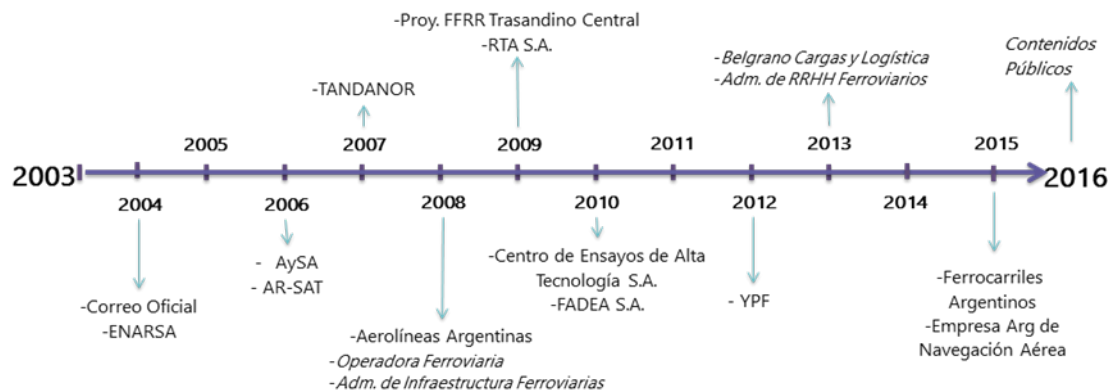 -Proy. FFRR Trasandino Central
-RTA S.A.
Contenidos
Públicos
-Belgrano Cargas y Logística
-Adm. de RRHH Ferroviarios
-TANDANOR
2005
2007
2009
2011
2013
2015
2003
2016
2004
2006
2008
2010
2012
2014
- AySA
- AR-SAT
-Centro de Ensayos de Alta
Tecnología S.A.
-FADEA S.A.
- YPF
-Ferrocarriles
Argentinos
-Empresa Arg de
Navegación Aérea
-Correo Oficial
-ENARSA
-Aerolíneas Argentinas
-Operadora Ferroviaria
-Adm. de Infraestructura Ferroviarias